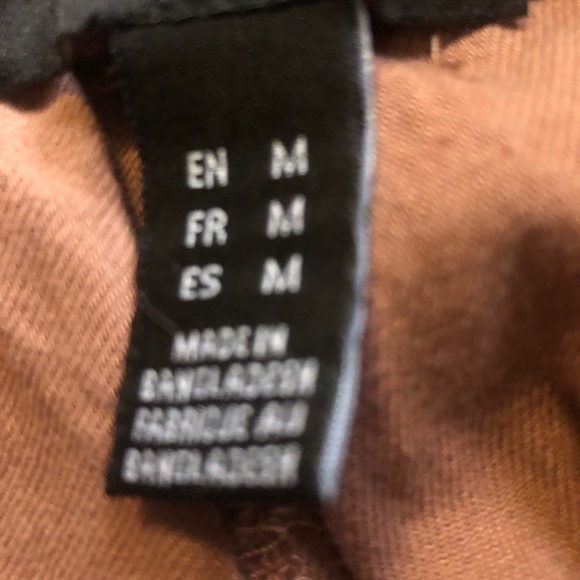 EN M
FR M
ES M
MADE IN
BANGLADESH
FABRIQUE AU
BANGLADESH